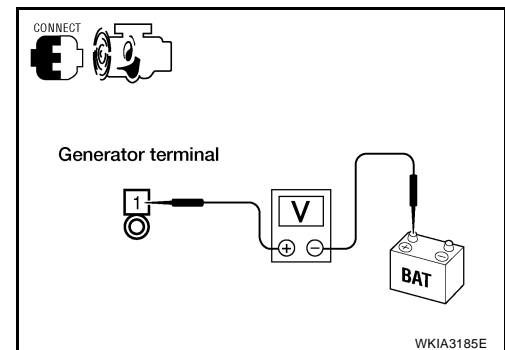 CONNECT
Generator terminal
1
V
+ −
+ −
BAT
WKIA3185E